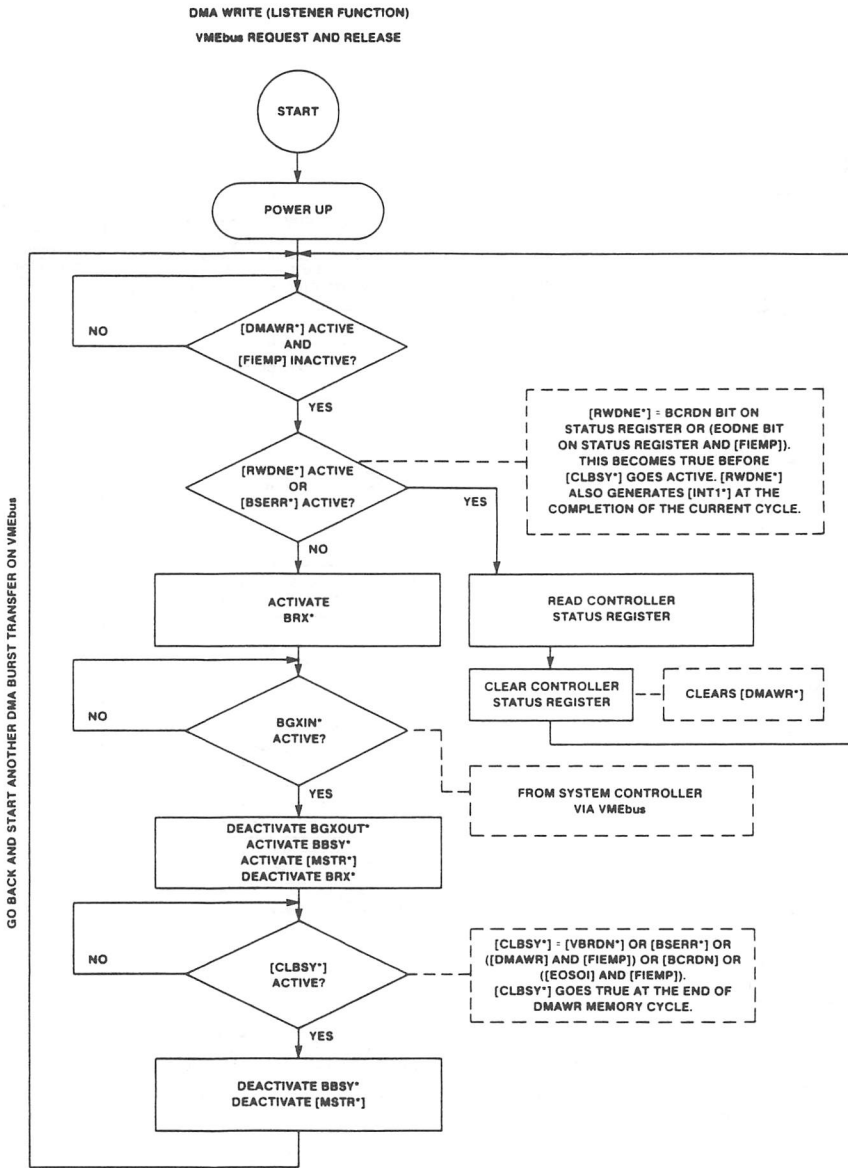 DMA WRITE (LISTENER FUNCTION)
VMEbus REQUEST AND RELEASE
START
POWER UP
[DMAWR*] ACTIVE
AND
[FIEMP] INACTIVE?
NO
YES
[RWDNE*] ACTIVE
OR
[BSERR*] ACTIVE?
YES
NO
[RWDNE*] = BCRDN BIT ON
STATUS REGISTER OR (EODNE BIT
ON STATUS REGISTER AND [FIEMP]).
THIS BECOMES TRUE BEFORE
[CLBSY*] GOES ACTIVE. [RWDNE*]
ALSO GENERATES [INT1*] AT THE
COMPLETION OF THE CURRENT CYCLE.
ACTIVATE
BRX*
READ CONTROLLER
STATUS REGISTER
CLEAR CONTROLLER
STATUS REGISTER
CLEARS [DMAWR*]
NO
BGXIN*
ACTIVE?
YES
FROM SYSTEM CONTROLLER
VIA VMEbus
DEACTIVATE BGXOUT*
ACTIVATE BBSY*
ACTIVATE [MSTR*]
DEACTIVATE BRX*
NO
[CLBSY*]
ACTIVE?
YES
[CLBSY*] = [VBRDN*] OR [BSERR*] OR
([DMAWR] AND [FIEMP]) OR [BCRDN] OR
([EOSOI] AND [FIEMP]).
[CLBSY*] GOES TRUE AT THE END OF
DMAWR MEMORY CYCLE.
DEACTIVATE BBSY*
DEACTIVATE [MSTR*]
GO BACK AND START ANOTHER DMA BURST TRANSFER ON VMEbus